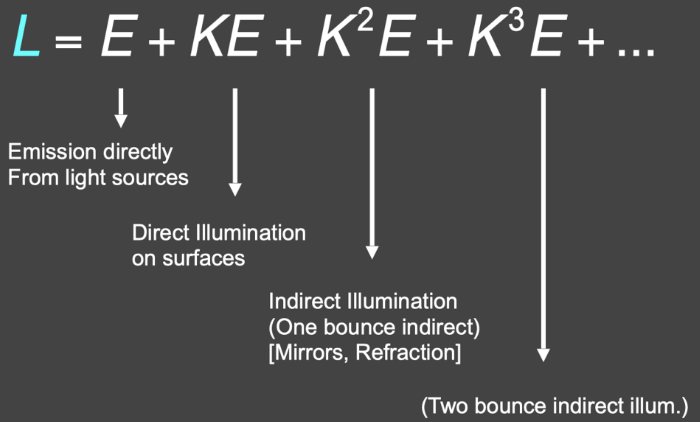 L = E + KE + K²E + K³E + ...
Emission directly
From light sources
Direct Illumination
on surfaces
Indirect Illumination
(One bounce indirect)
[Mirrors, Refraction]
(Two bounce indirect illum.)